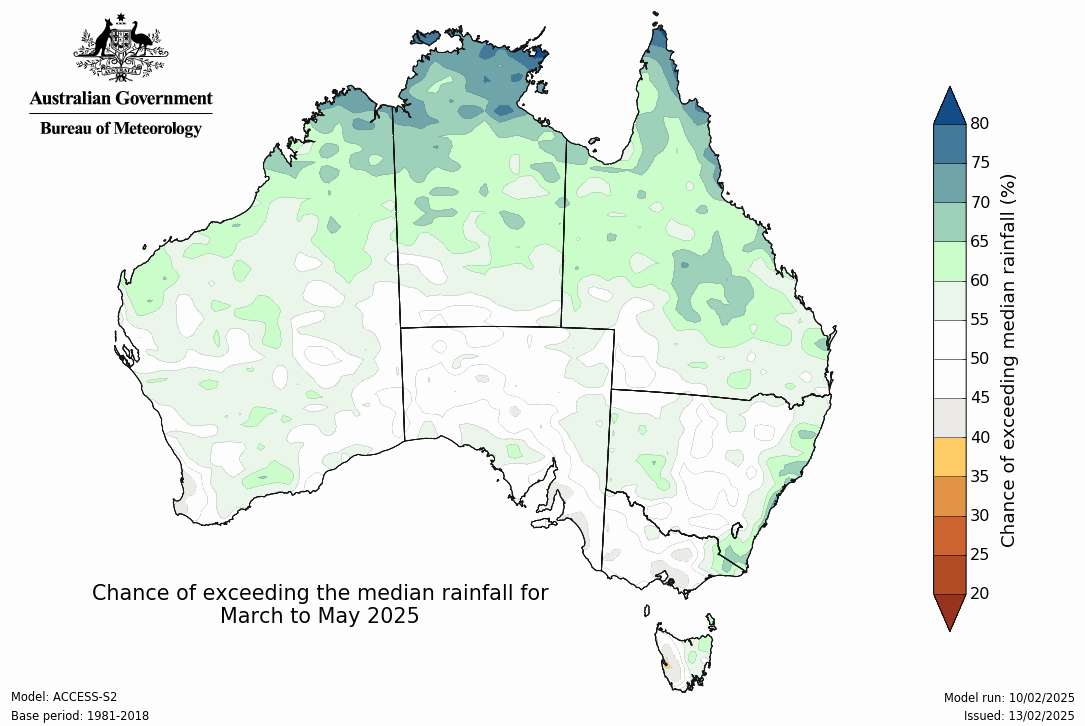 Australian Government
Bureau of Meteorology
80
75
70
65
60
55
50
45
40
35
30
25
20
Chance of exceeding median rainfall (%)
Chance of exceeding the median rainfall for
March to May 2025
Model: ACCESS-S2
Base period: 1981-2018
Model run: 10/02/2025
Issued: 13/02/2025